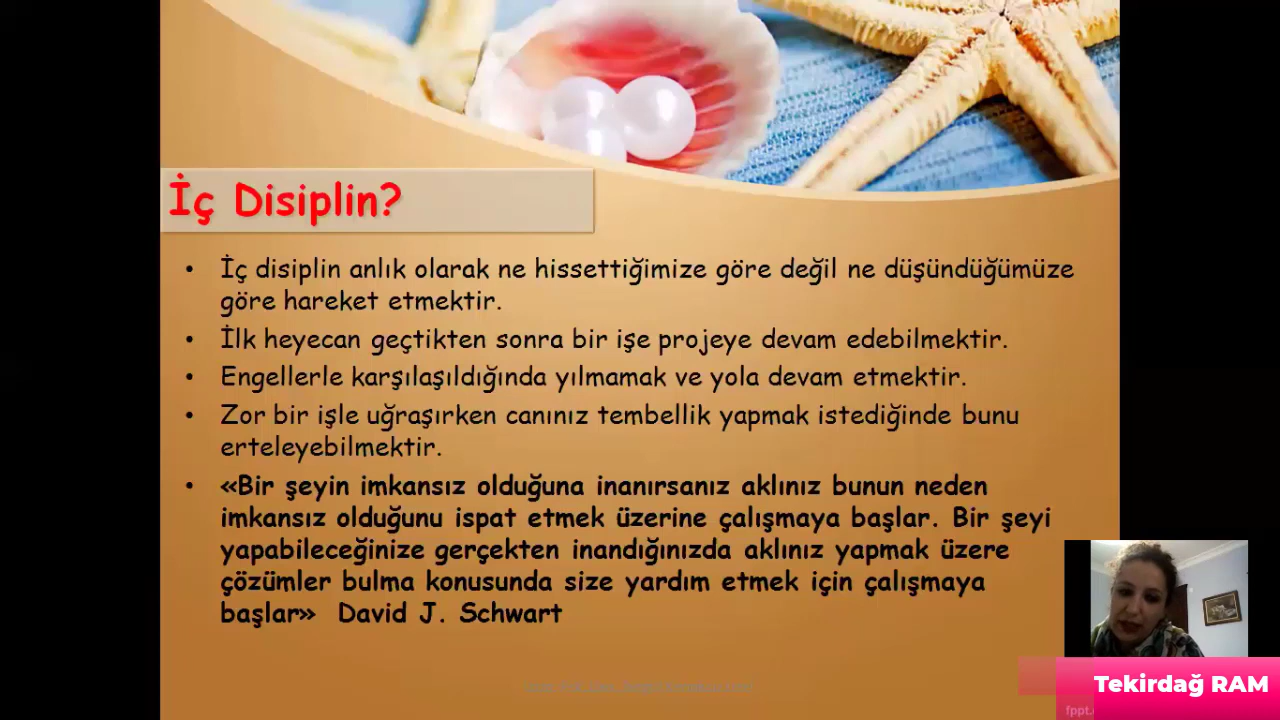 İç Disiplin?
• İç disiplin anlık olarak ne hissettiğimize göre değil ne düşündüğümüze
göre hareket etmektir.
• İlk heyecan geçtikten sonra bir işe projeye devam edebilmektir.
• Engellerle karşılaşıldığında yılmamak ve yola devam etmektir.
• Zor bir işle uğraşırken canınız tembellik yapmak istediğinde bunu
erteleyebilmektir.
• «Bir şeyin imkansız olduğuna inanırsanız aklınız bunun neden
imkansız olduğunu ispat etmek üzerine çalışmaya başlar. Bir şeyi
yapabileceğinize gerçekten inandığınızda aklınız yapmak üzere
çözümler bulma konusunda size yardım etmek için çalışmaya
başlar» David J. Schwart
Tekirdağ RAM